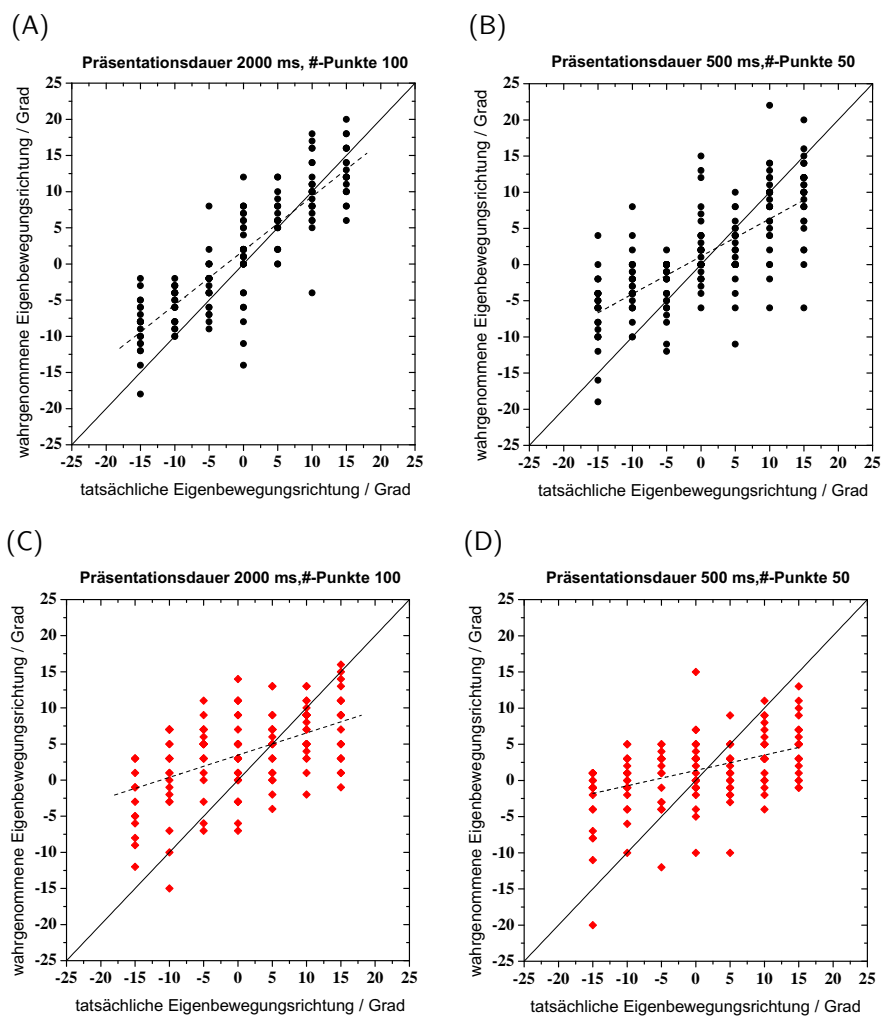 (A)
Präsentationsdauer 2000 ms, #-Punkte 100
wahrgenommene Eigenbewegungsrichtung / Grad
25
20
15
10
5
0
-5
-10
-15
-20
-25
-25 -20 -15 -10 -5 0 5 10 15 20 25
tatsächliche Eigenbewegungsrichtung / Grad
(B)
Präsentationsdauer 500 ms,#-Punkte 50
wahrgenommene Eigenbewegungsrichtung / Grad
25
20
15
10
5
0
-5
-10
-15
-20
-25
-25 -20 -15 -10 -5 0 5 10 15 20 25
tatsächliche Eigenbewegungsrichtung / Grad
(C)
Präsentationsdauer 2000 ms,#-Punkte 100
wahrgenommene Eigenbewegungsrichtung / Grad
25
20
15
10
5
0
-5
-10
-15
-20
-25
-25 -20 -15 -10 -5 0 5 10 15 20 25
tatsächliche Eigenbewegungsrichtung / Grad
(D)
Präsentationsdauer 500 ms,#-Punkte 50
wahrgenommene Eigenbewegungsrichtung / Grad
25
20
15
10
5
0
-5
-10
-15
-20
-25
-25 -20 -15 -10 -5 0 5 10 15 20 25
tatsächliche Eigenbewegungsrichtung / Grad